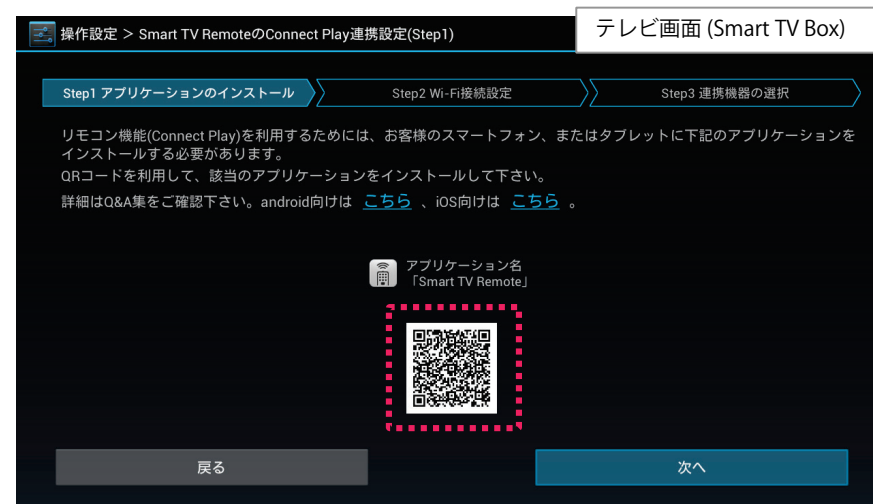 操作設定 > Smart TV RemoteのConnect Play連携設定(Step1)
テレビ画面 (Smart TV Box)
Step1 アプリケーションのインストール
Step2 Wi-Fi接続設定
Step3 連携機器の選択
リモコン機能(Connect Play)を利用するためには、お客様のスマートフォン、またはタブレットに下記のアプリケーションを
インストールする必要があります。
QRコードを利用して、該当のアプリケーションをインストールして下さい。
詳細はQ&A集をご確認下さい。android向けは こちら 、iOS向けは こちら 。
アプリケーション名
「Smart TV Remote」
戻る
次へ